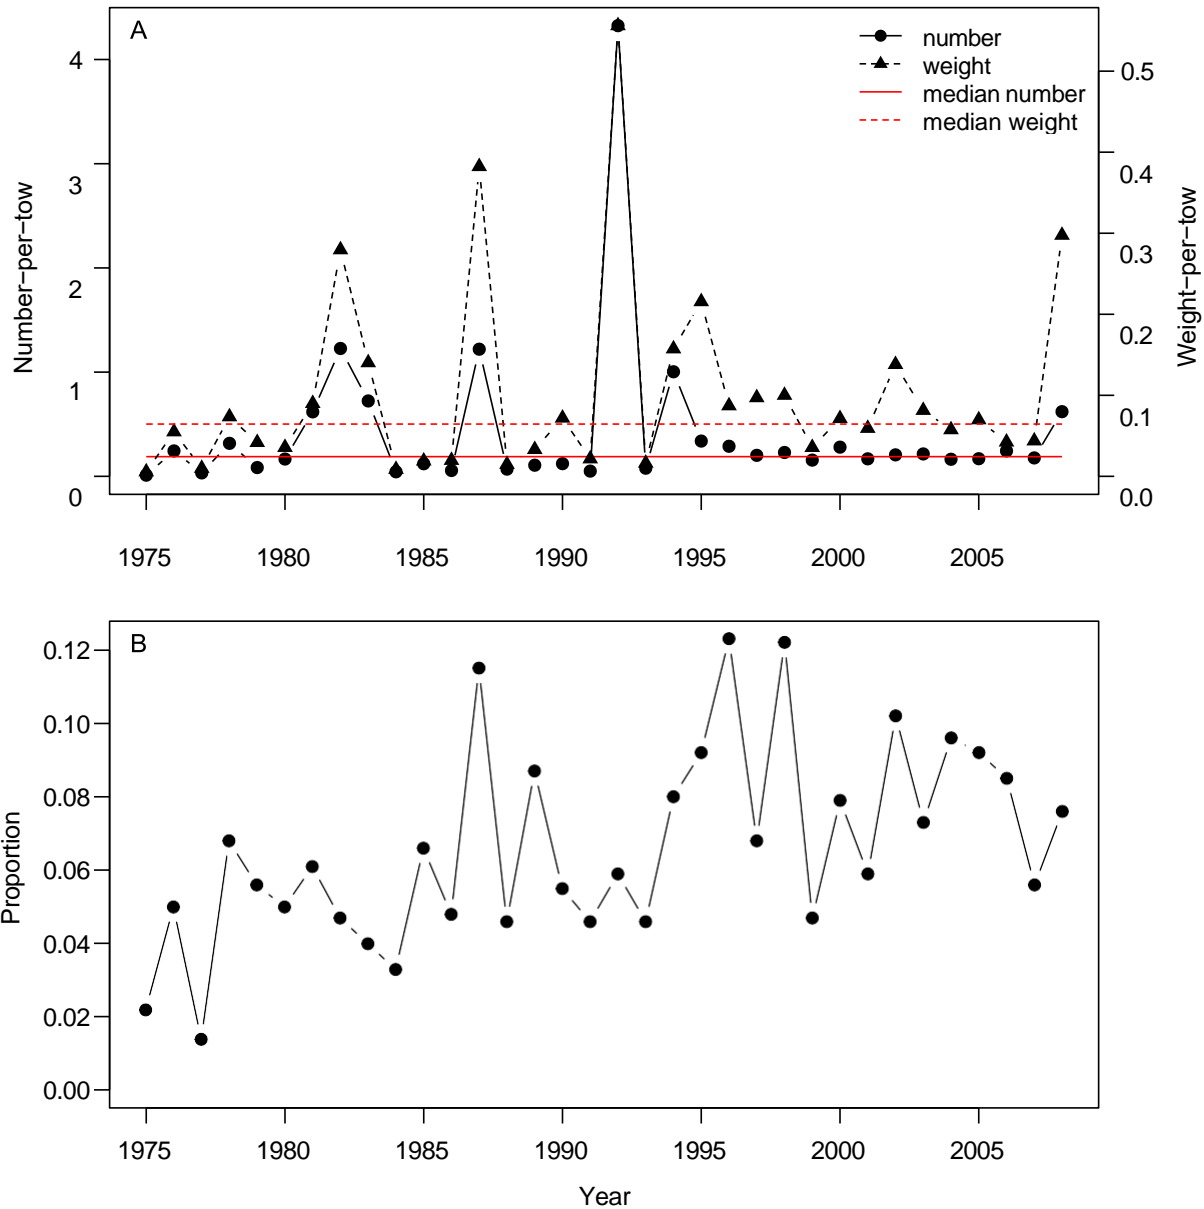 A
number
weight
median number
median weight
Number−per−tow
4
3
2
1
0
Weight−per−tow
0.5
0.4
0.3
0.2
0.1
0.0
1975 1980 1985 1990 1995 2000 2005
B
Proportion
0.12
0.10
0.08
0.06
0.04
0.02
0.00
1975 1980 1985 1990 1995 2000 2005
Year